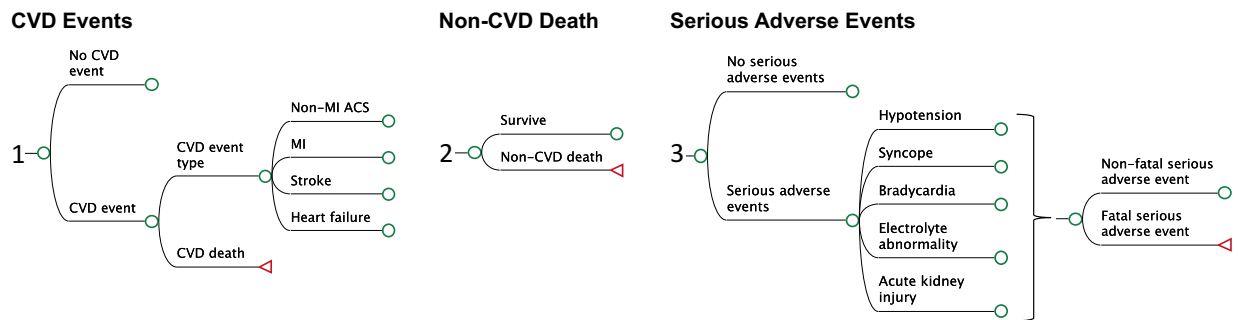 CVD Events
No CVD
event
1
CVD event
type
Non-MI ACS
MI
Stroke
Heart failure
CVD event
CVD death
Non-CVD Death
2
Survive
Non-CVD death
Serious Adverse Events
No serious
adverse events
3
Serious adverse
events
Hypotension
Syncope
Bradycardia
Electrolyte
abnormality
Acute kidney
injury
Non-fatal serious
adverse event
Fatal serious
adverse event